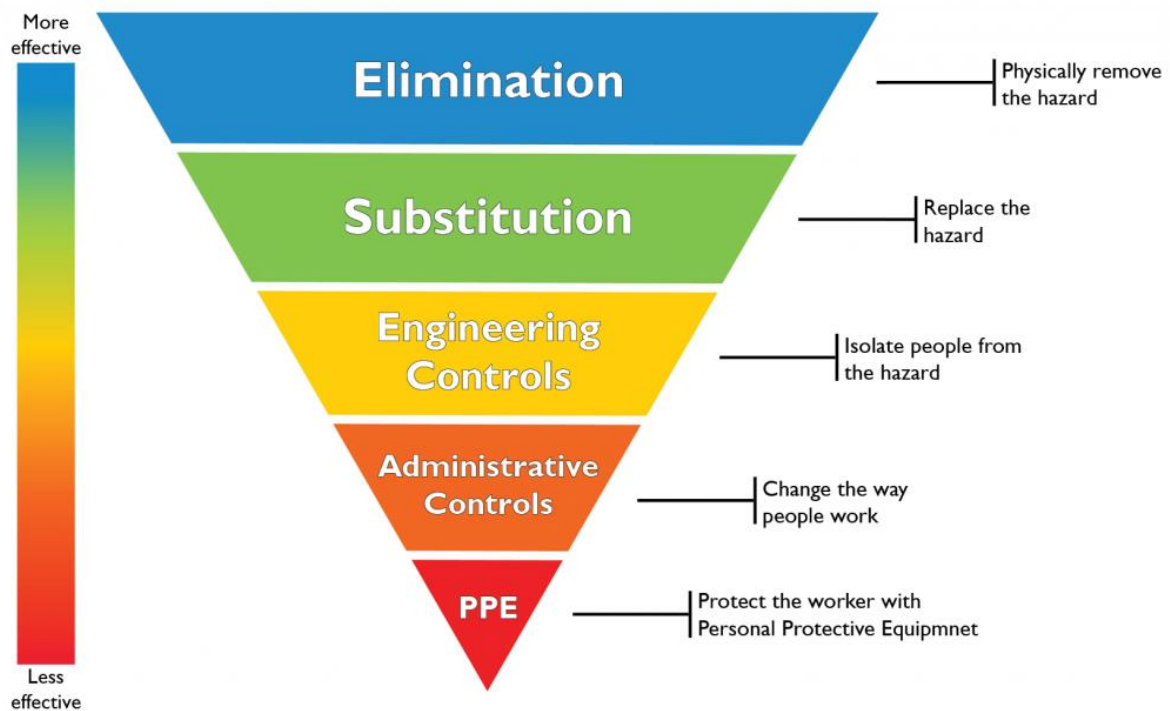 More
effective
Elimination
Physically remove
the hazard
Substitution
Replace the
hazard
Engineering
Controls
Isolate people from
the hazard
Administrative
Controls
Change the way
people work
PPE
Protect the worker with
Personal Protective Equipmnet
Less
effective